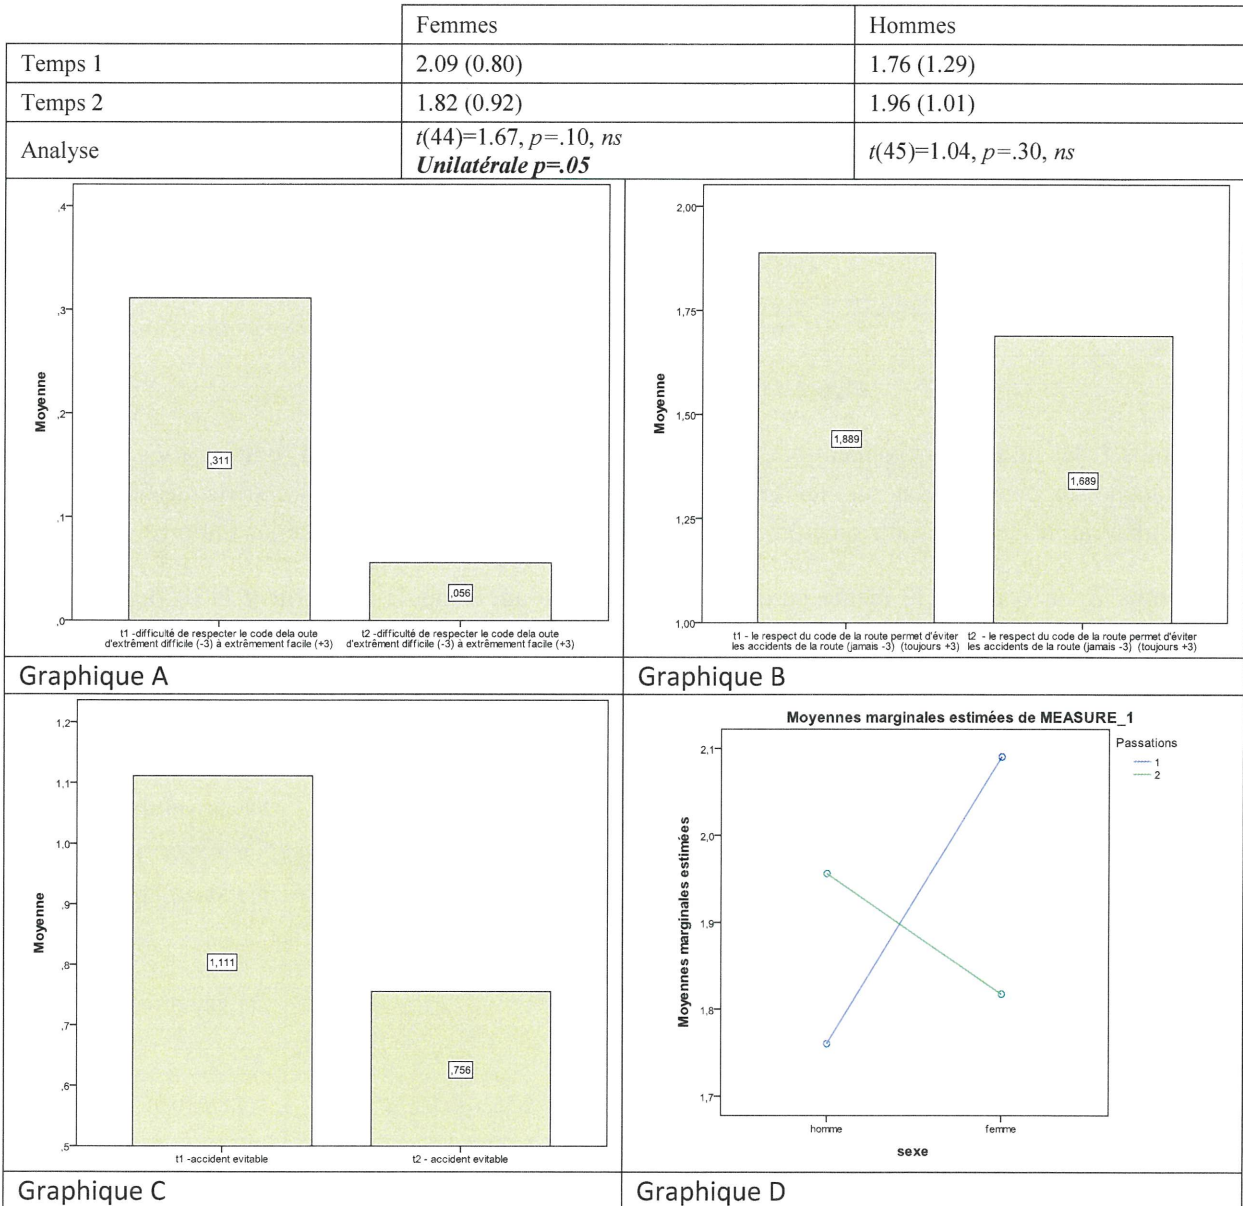 Femmes Hommes
Temps 1 2.09 (0.80) 1.76 (1.29)
Temps 2 1.82 (0.92) 1.96 (1.01)
Analyse t(44)=1.67, p=.10, ns t(45)=1.04, p=.30, ns
Unilatérale p=.05
,4
,3
,2
,1
,0
Moyenne
,311
,056
t1 -difficulté de respecter le code dela oute
d'extrêment difficile (-3) à extrêmement facile (+3)
t2 -difficulté de respecter le code dela oute
d'extrêment difficile (-3) à extrêmement facile (+3)
Graphique A
2,00
1,75
1,50
1,25
1,00
Moyenne
1,889
1,689
t1 - le respect du code de la route permet d'éviter
les accidents de la route (jamais -3) (toujours +3)
t2 - le respect du code de la route permet d'éviter
les accidents de la route (jamais -3) (toujours +3)
Graphique B
1,2
1,1
1,0
,9
,8
,7
,6
,5
Moyenne
1,111
,756
t1 -accident evitable
t2 - accident evitable
Graphique C
Moyennes marginales estimées de MEASURE_1
Passations
1
2
2,1
2,0
1,9
1,8
1,7
Moyennes marginales estimées
homme
femme
sexe
Graphique D